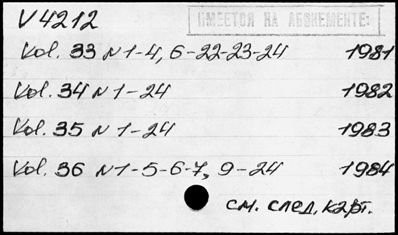 V 4212
ИМЕЕТСЯ НА АБОНЕМЕНТЕ:
Vol. 33 N 1-4, 6-22-23-24 1981
Vol. 34 N 1-24 1982
Vol. 35 N 1-24 1983
Vol. 36 N 1-5-6-7, 9-24 1984
см. след. карт.